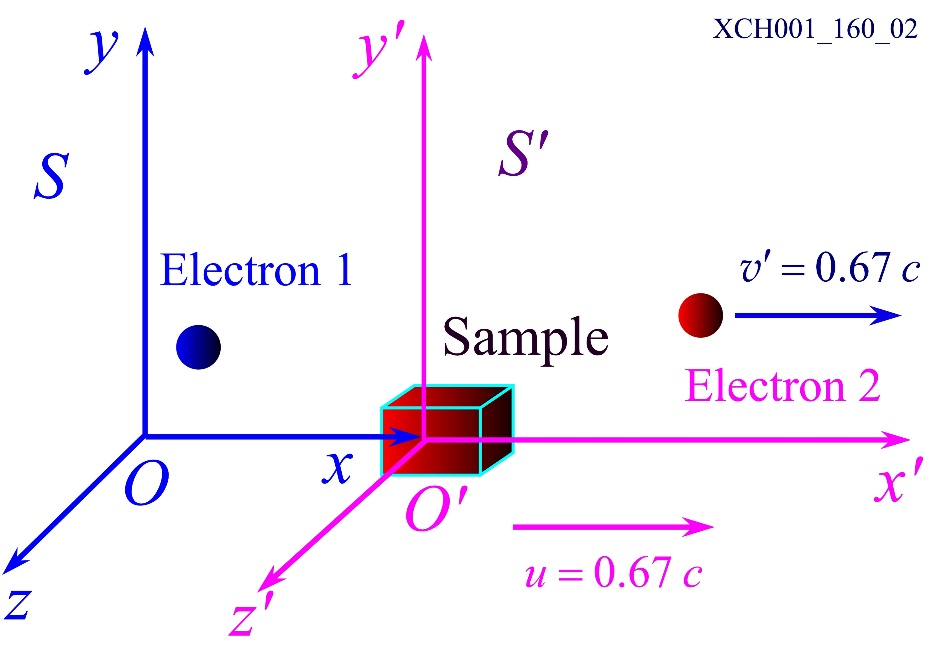 XCH001_160_02
y
y'
S
S'
Electron 1
v' = 0.67 c
Sample
Electron 2
x
x'
O
O'
u = 0.67 c
z
z'